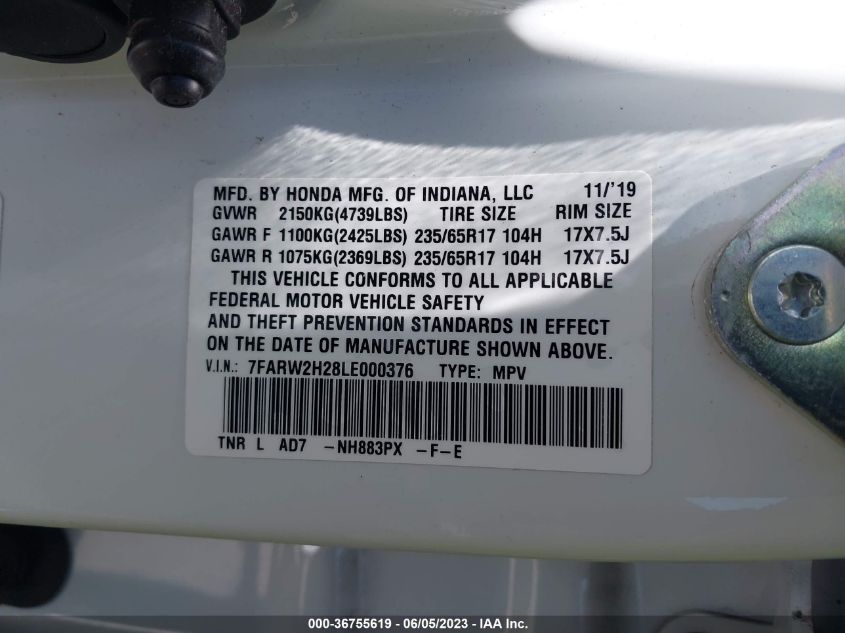 MFD. BY HONDA MFG. OF INDIANA, LLC 11/'19
GVWR 2150KG(4739LBS) TIRE SIZE RIM SIZE
GAWR F 1100KG(2425LBS) 235/65R17 104H 17X7.5J
GAWR R 1075KG(2369LBS) 235/65R17 104H 17X7.5J
THIS VEHICLE CONFORMS TO ALL APPLICABLE
FEDERAL MOTOR VEHICLE SAFETY
AND THEFT PREVENTION STANDARDS IN EFFECT
ON THE DATE OF MANUFACTURE SHOWN ABOVE.
V.I.N.: 7FARW2H28LE000376 TYPE: MPV
TNR L AD7 -NH883PX -F-E
000-36755619 - 06/05/2023 - IAA Inc.